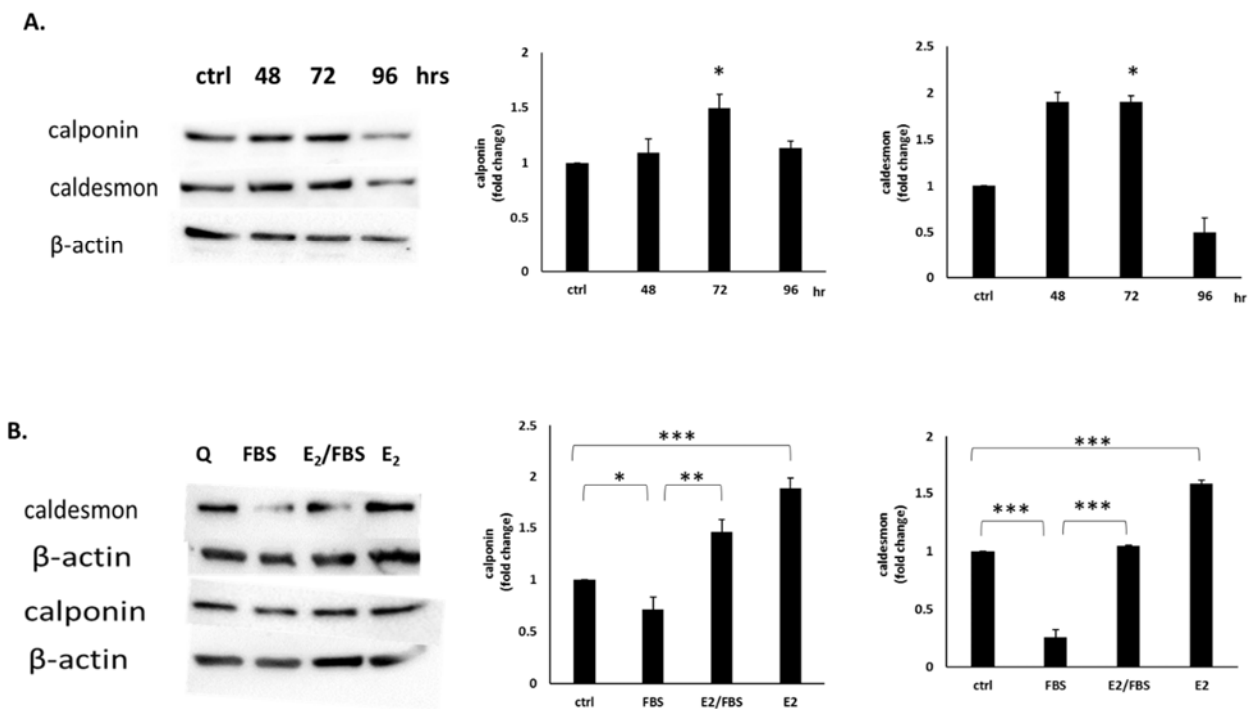 A.
ctrl 48 72 96 hrs
calponin
caldesmon
β-actin
calponin
(fold change)
2
1.5
1
0.5
0
*
ctrl 48 72 96 hr
caldesmon
(fold change)
2.5
2
1.5
1
0.5
0
*
ctrl 48 72 96 hr
B.
Q FBS E₂/FBS E₂
caldesmon
β-actin
calponin
β-actin
calponin
(fold change)
2.5
2
1.5
1
0.5
0
***
* **
ctrl FBS E2/FBS E2
caldesmon
(fold change)
2
1.5
1
0.5
0
***
*** ***
ctrl FBS E2/FBS E2